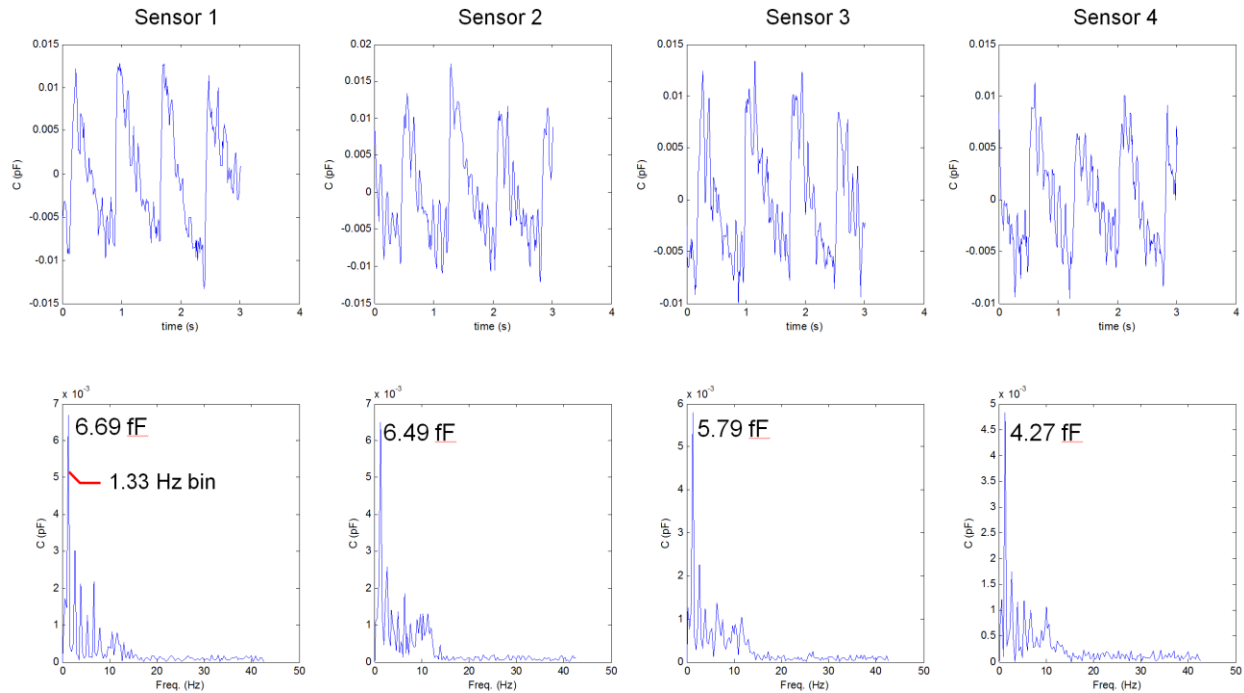 Sensor 1
Sensor 2
Sensor 3
Sensor 4
0.015
0.01
0.005
0
-0.005
-0.01
-0.015
C (pF)
0 1 2 3 4
time (s)
0.02
0.015
0.01
0.005
0
-0.005
-0.01
-0.015
C (pF)
0 1 2 3 4
time (s)
0.015
0.01
0.005
0
-0.005
-0.01
C (pF)
0 1 2 3 4
time (s)
0.015
0.01
0.005
0
-0.005
-0.01
C (pF)
0 1 2 3 4
time (s)
x 10-3
7
6
5
4
3
2
1
0
C (pF)
6.69 fF
1.33 Hz bin
0 10 20 30 40 50
Freq. (Hz)
x 10-3
7
6
5
4
3
2
1
0
C (pF)
6.49 fF
0 10 20 30 40 50
Freq. (Hz)
x 10-3
6
5
4
3
2
1
0
C (pF)
5.79 fF
0 10 20 30 40 50
Freq. (Hz)
x 10-3
5
4.5
4
3.5
3
2.5
2
1.5
1
0.5
0
C (pF)
4.27 fF
0 10 20 30 40 50
Freq. (Hz)